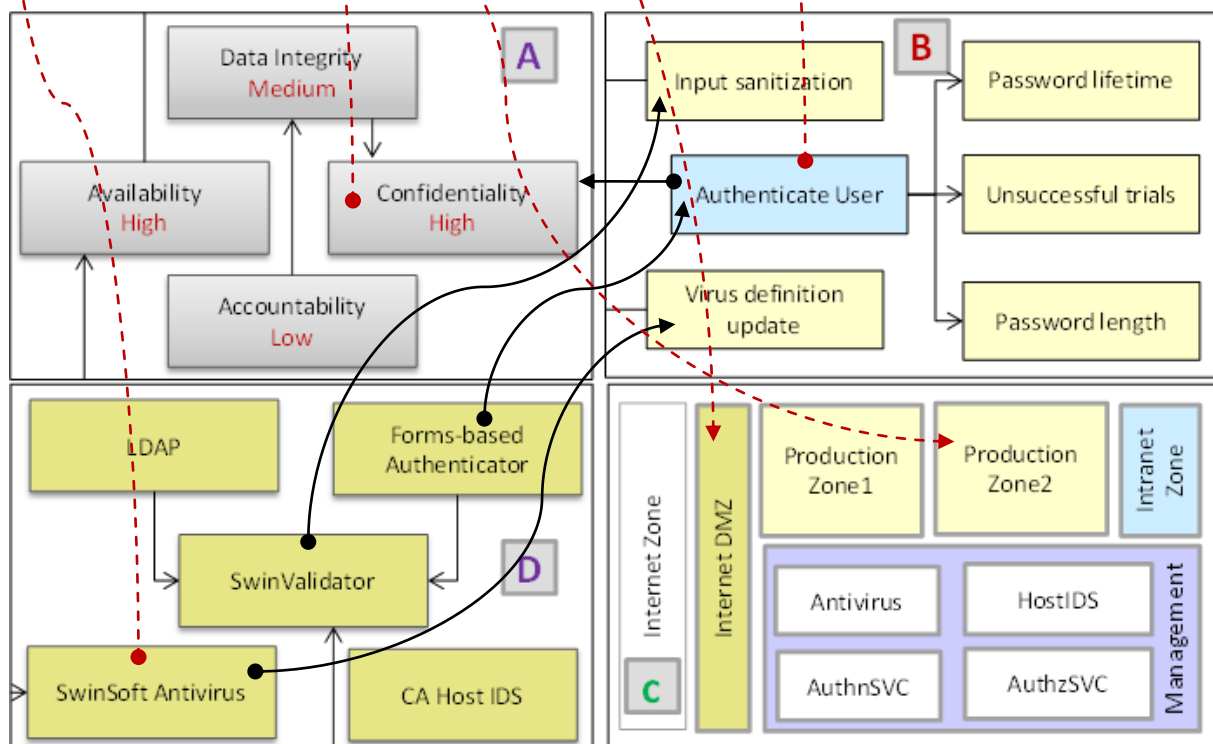 A
Data Integrity
Medium
Availability
High
Confidentiality
High
Accountability
Low
B
Input sanitization
Password lifetime
Authenticate User
Unsuccessful trials
Virus definition
update
Password length
LDAP
Forms-based
Authenticator
SwinValidator
D
SwinSoft Antivirus
CA Host IDS
Internet Zone
C
Internet DMZ
Production
Zone1
Production
Zone2
Intranet
Zone
Antivirus
HostIDS
AuthnSVC
AuthzSVC
Management